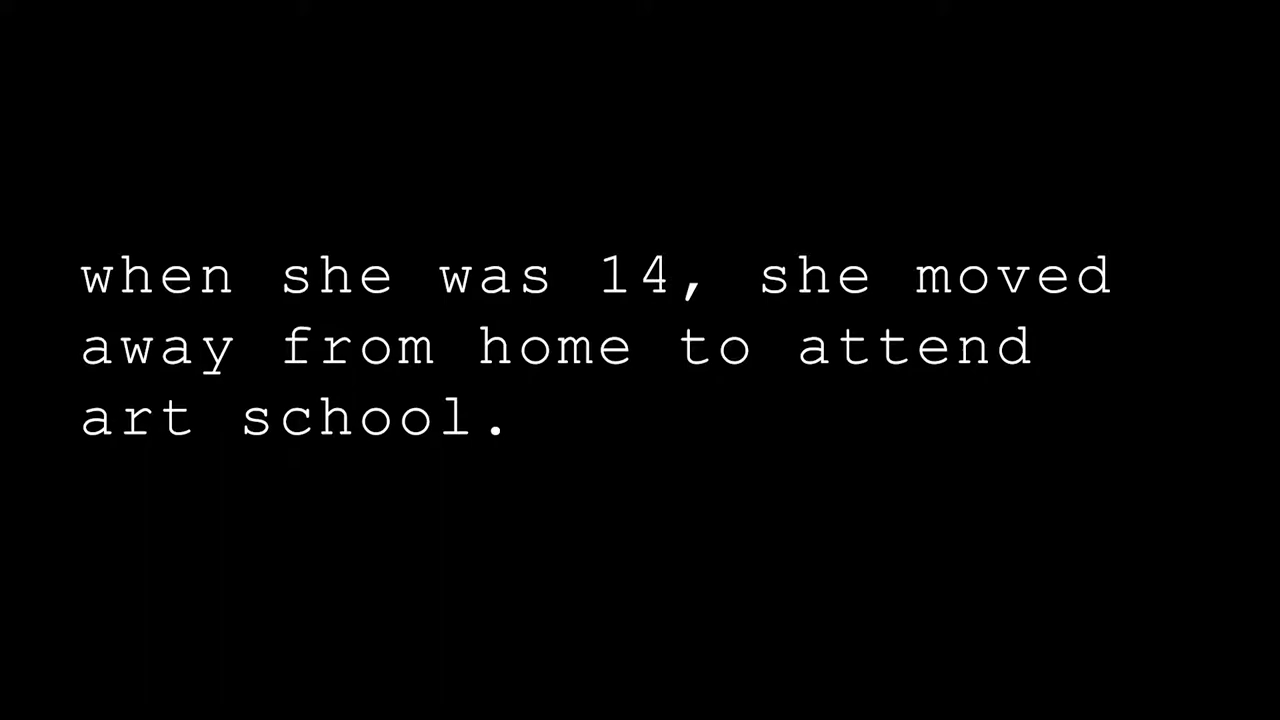 when she was 14, she moved
away from home to attend
art school.